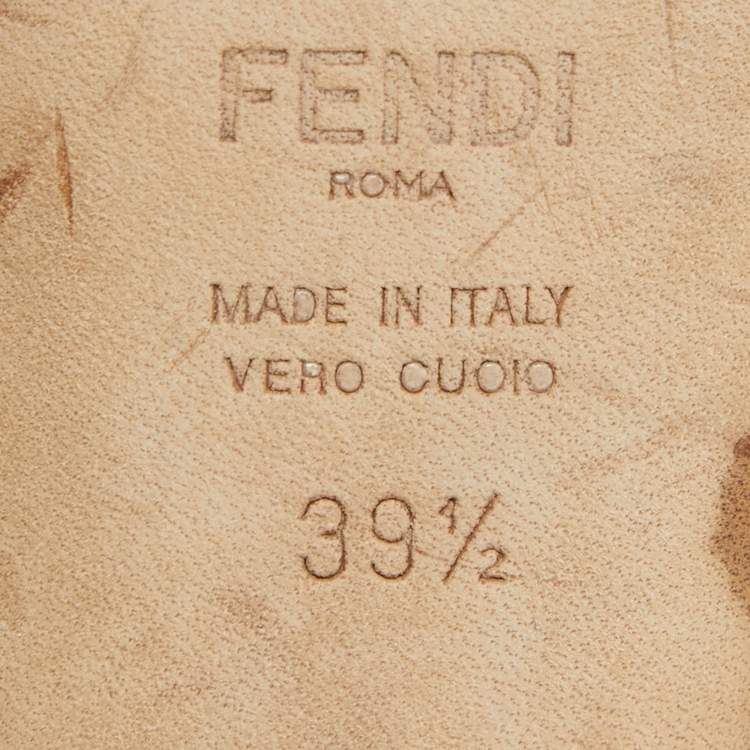 FENDI
ROMA
MADE IN ITALY
VERO CUOIO
39½